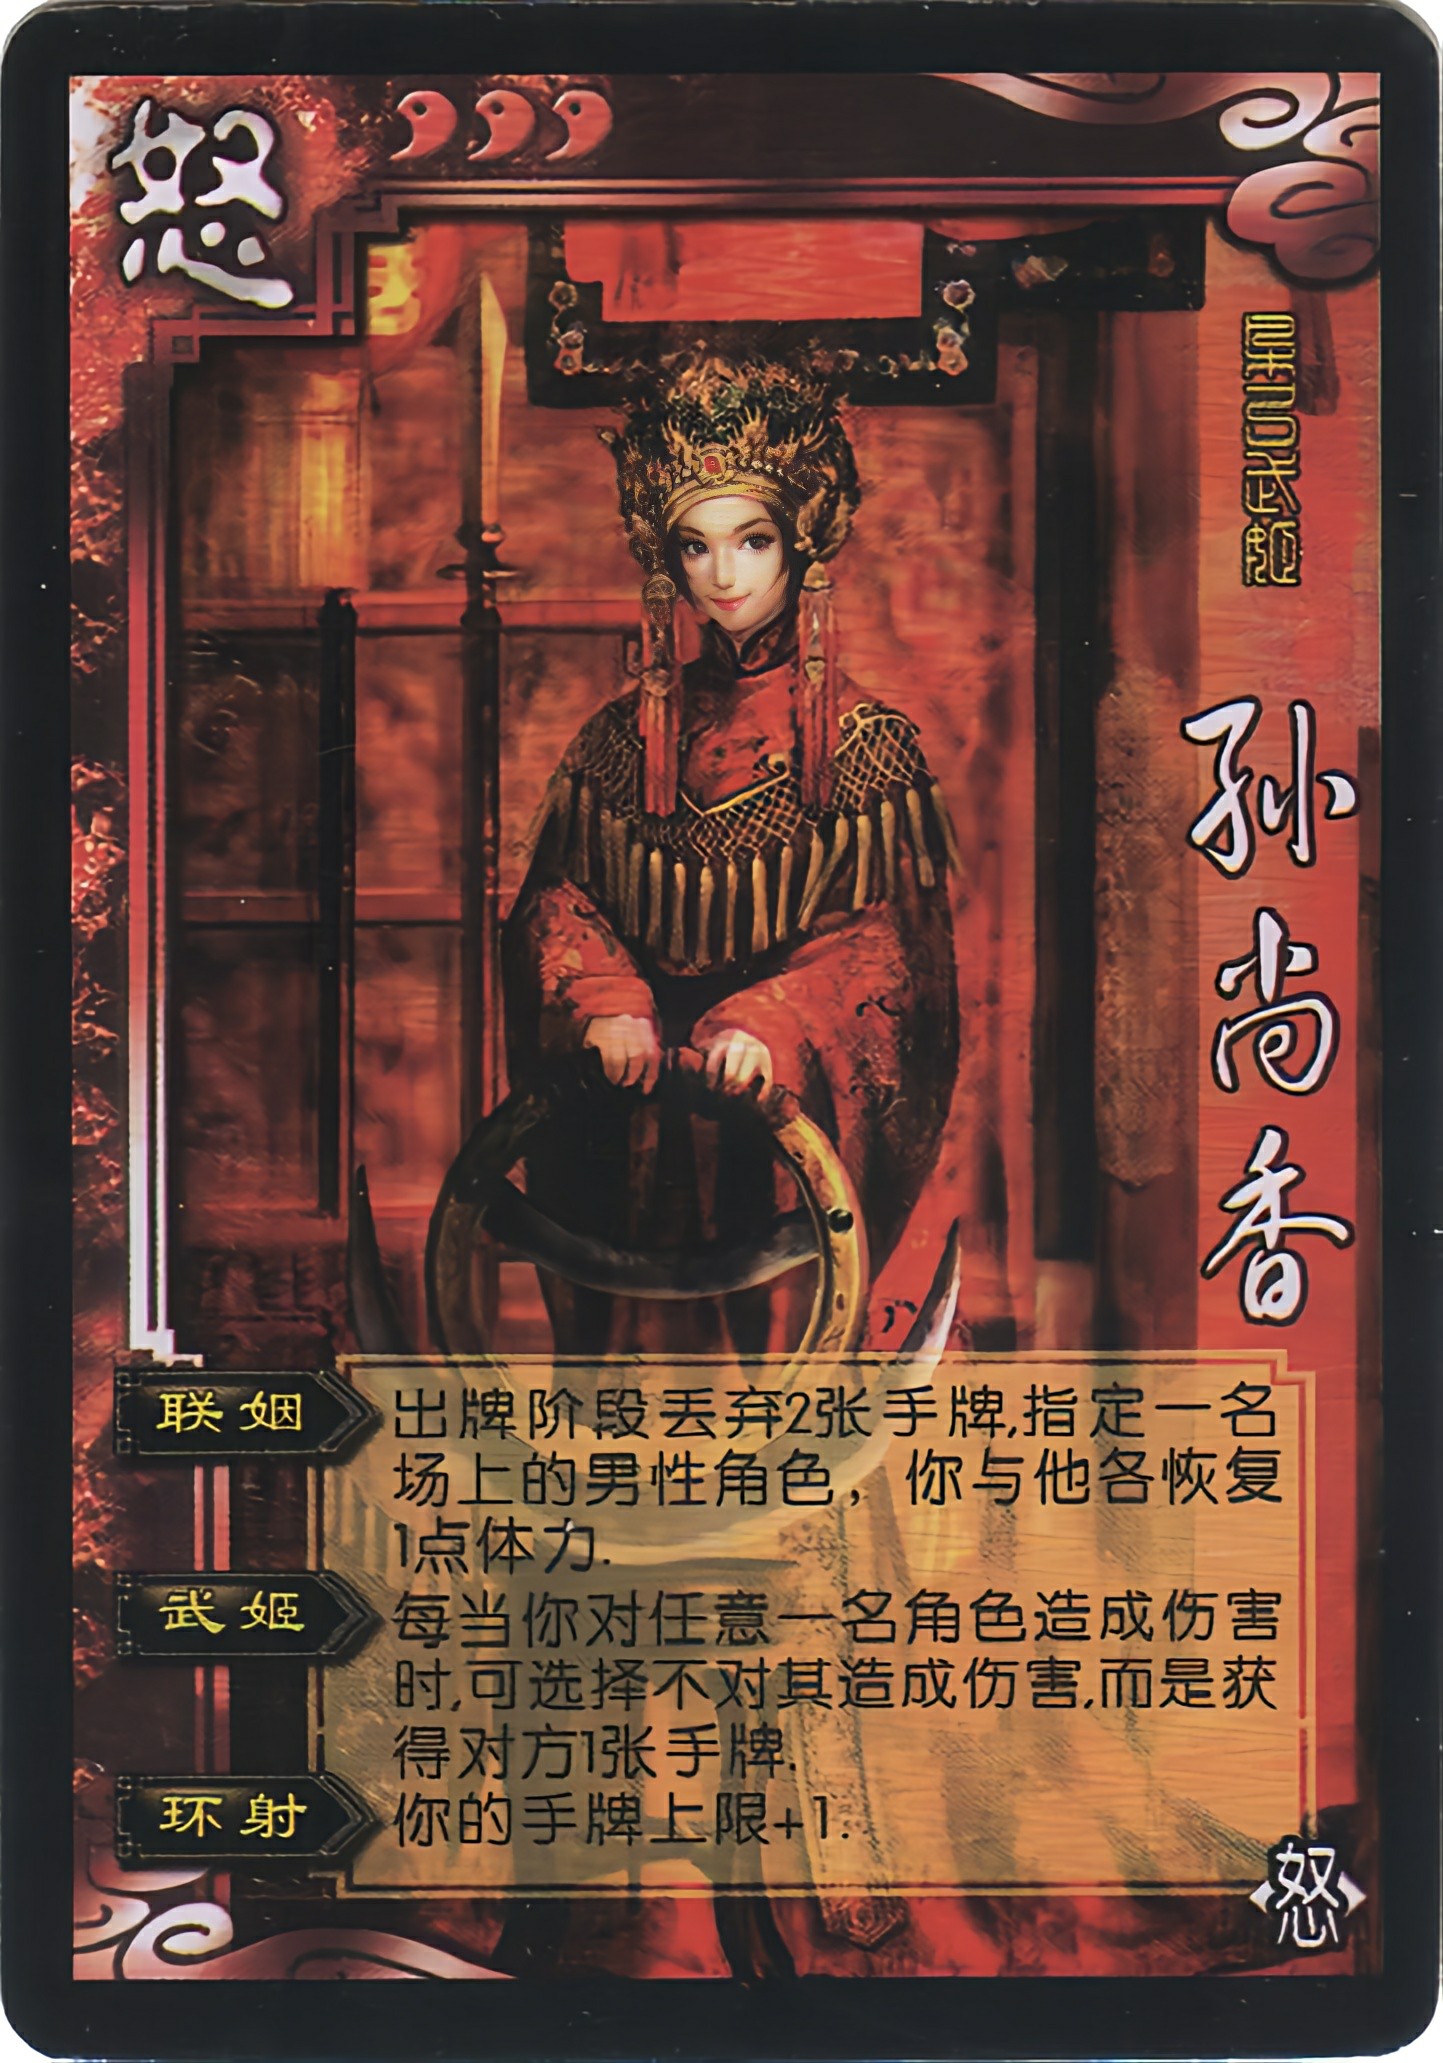 怒
武姬
孙尚香
联姻
出牌阶段丢弃2张手牌,指定一名
场上的男性角色，你与他各恢复
1点体力.
武姬
每当你对任意一名角色造成伤害
时,可选择不对其造成伤害,而是获
得对方1张手牌.
环射
你的手牌上限+1.
怒